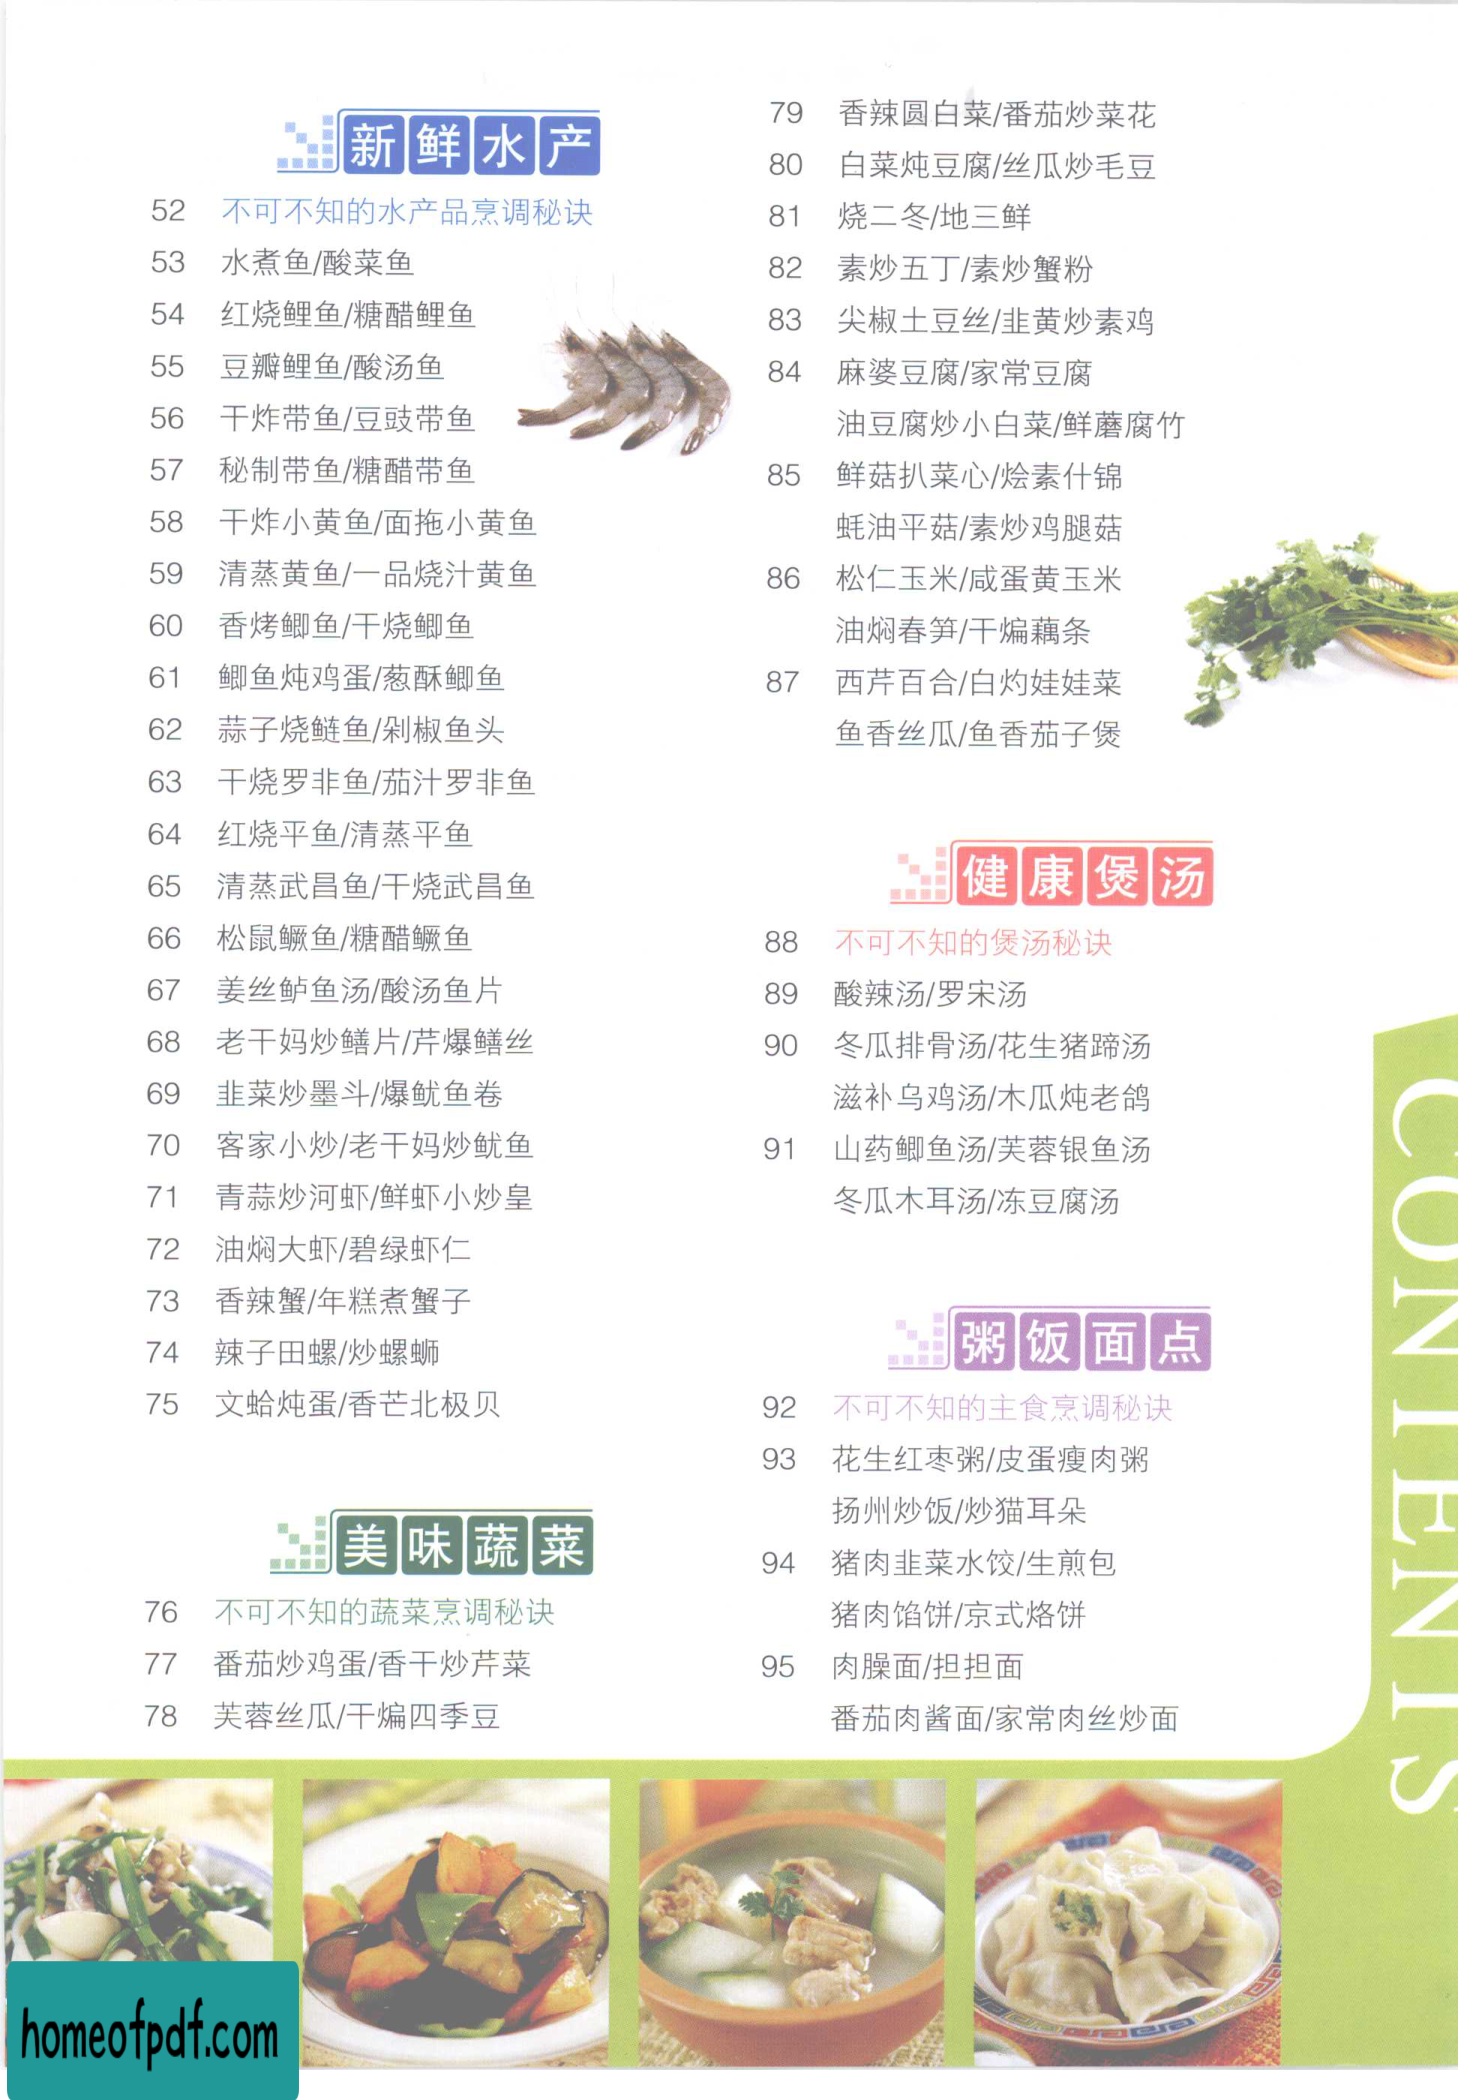 新鲜水产
52 不可不知的水产品烹调秘诀
53 水煮鱼/酸菜鱼
54 红烧鲤鱼/糖醋鲤鱼
55 豆瓣鲤鱼/酸汤鱼
56 干炸带鱼/豆豉带鱼
57 秘制带鱼/糖醋带鱼
58 干炸小黄鱼/面拖小黄鱼
59 清蒸黄鱼/一品烧汁黄鱼
60 香烤鲫鱼/干烧鲫鱼
61 鲫鱼炖鸡蛋/葱酥鲫鱼
62 蒜子烧鲢鱼/剁椒鱼头
63 干烧罗非鱼/茄汁罗非鱼
64 红烧平鱼/清蒸平鱼
65 清蒸武昌鱼/干烧武昌鱼
66 松鼠鳜鱼/糖醋鳜鱼
67 姜丝鲈鱼汤/酸汤鱼片
68 老干妈炒鳝片/芹爆鳝丝
69 韭菜炒墨斗/爆鱿鱼卷
70 客家小炒/老干妈炒鱿鱼
71 青蒜炒河虾/鲜虾小炒皇
72 油焖大虾/碧绿虾仁
73 香辣蟹/年糕煮蟹子
74 辣子田螺/炒螺蛳
75 文蛤炖蛋/香芒北极贝
美味蔬菜
76 不可不知的蔬菜烹调秘诀
77 番茄炒鸡蛋/香干炒芹菜
78 芙蓉丝瓜/干煸四季豆
79 香辣圆白菜/番茄炒菜花
80 白菜炖豆腐/丝瓜炒毛豆
81 烧二冬/地三鲜
82 素炒五丁/素炒蟹粉
83 尖椒土豆丝/韭黄炒素鸡
84 麻婆豆腐/家常豆腐
油豆腐炒小白菜/鲜蘑腐竹
85 鲜菇扒菜心/烩素什锦
蚝油平菇/素炒鸡腿菇
86 松仁玉米/咸蛋黄玉米
油焖春笋/干煸藕条
87 西芹百合/白灼娃娃菜
鱼香丝瓜/鱼香茄子煲
健康煲汤
88 不可不知的煲汤秘诀
89 酸辣汤/罗宋汤
90 冬瓜排骨汤/花生猪蹄汤
滋补乌鸡汤/木瓜炖老鸽
91 山药鲫鱼汤/芙蓉银鱼汤
冬瓜木耳汤/冻豆腐汤
粥饭面点
92 不可不知的主食烹调秘诀
93 花生红枣粥/皮蛋瘦肉粥
扬州炒饭/炒猫耳朵
94 猪肉韭菜水饺/生煎包
猪肉馅饼/京式烙饼
95 肉臊面/担担面
番茄肉酱面/家常肉丝炒面
CONTENTS
homeofpdf.com